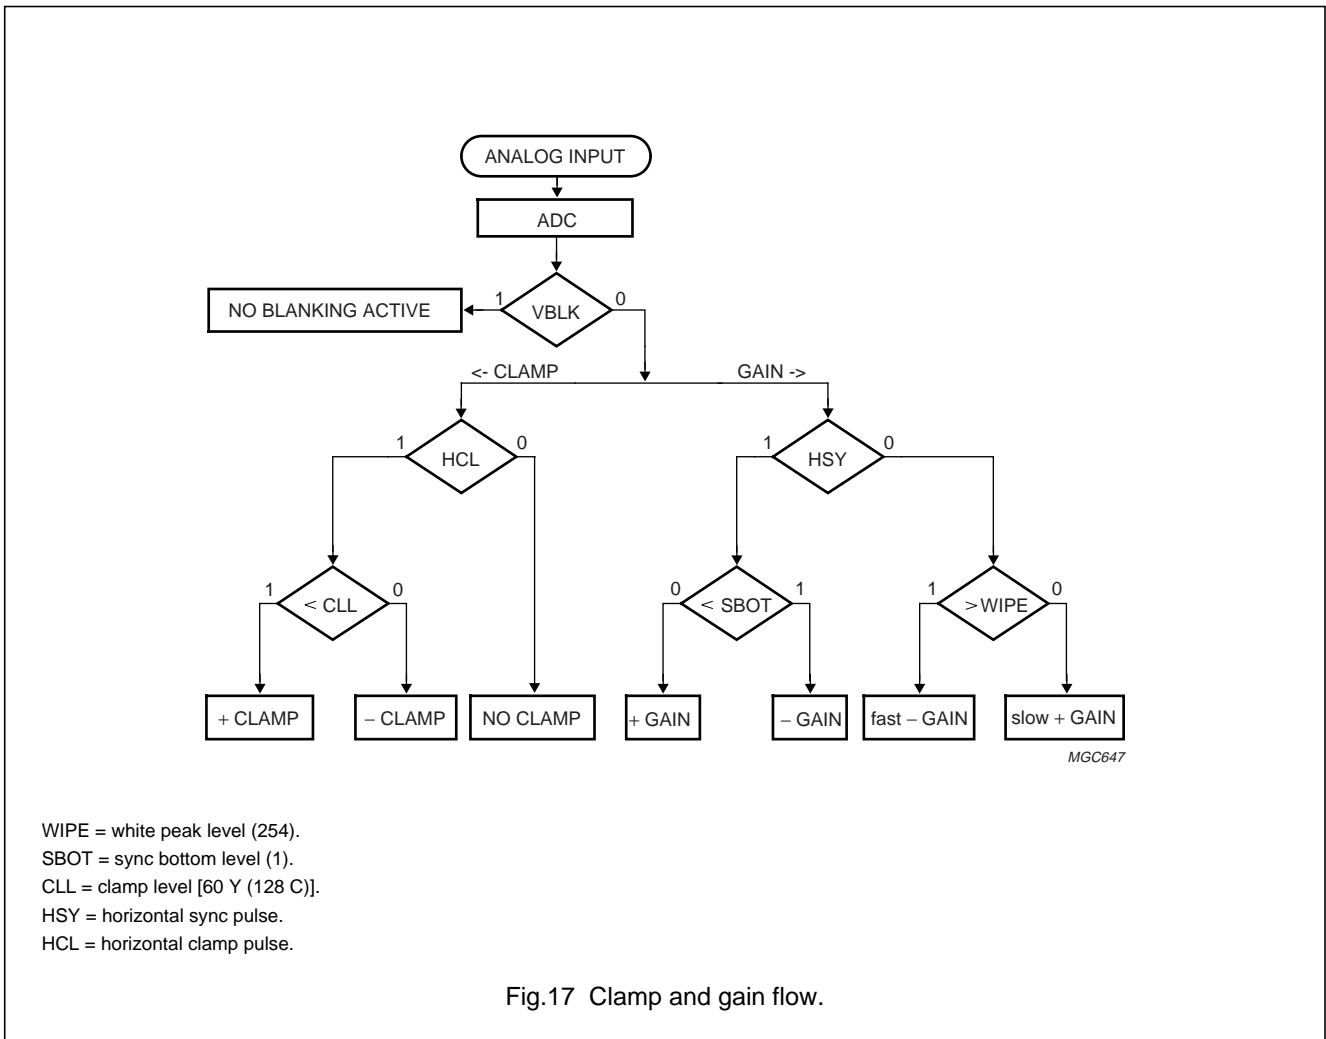 ANALOG INPUT
ADC
NO BLANKING ACTIVE
1 VBLK 0
<- CLAMP GAIN ->
1 HCL 0
1 HSY 0
1 < CLL 0
0 < SBOT 1
1 > WIPE 0
+ CLAMP
− CLAMP
NO CLAMP
+ GAIN
− GAIN
fast − GAIN
slow + GAIN
MGC647
WIPE = white peak level (254).
SBOT = sync bottom level (1).
CLL = clamp level [60 Y (128 C)].
HSY = horizontal sync pulse.
HCL = horizontal clamp pulse.
Fig.17 Clamp and gain flow.